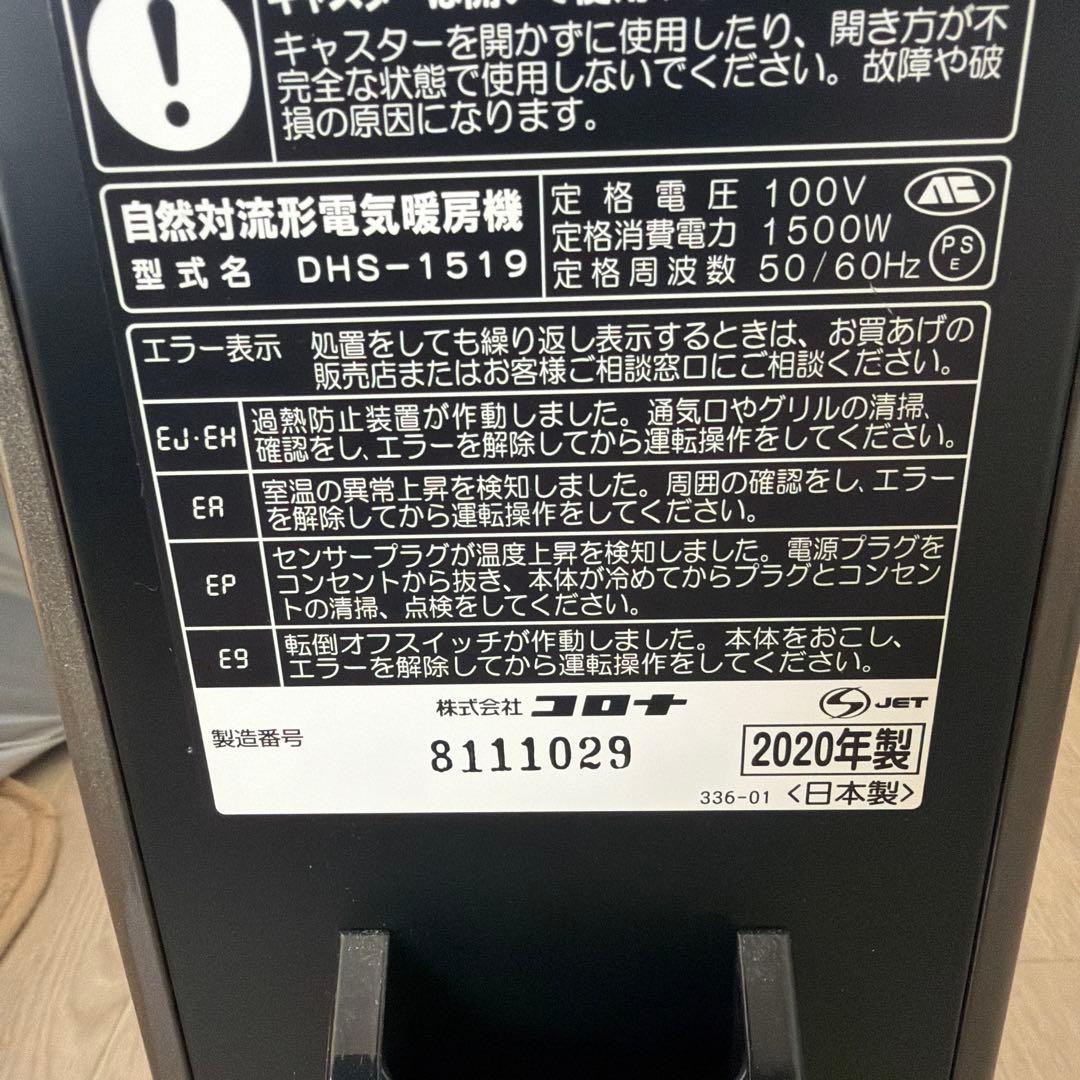 キャスターを開かずに使用したり、開き方が不
完全な状態で使用しないでください。故障や破
損の原因になります。
自然対流形電気暖房機
型式名 DHS-1519
定格電圧 100V
定格消費電力 1500W
定格周波数 50/60Hz
PS
E
エラー表示
処置をしても繰り返し表示するときは、お買あげの
販売店またはお客様ご相談窓口にご相談ください。
EJ·EH
過熱防止装置が作動しました。通気口やグリルの清掃、
確認をし、エラーを解除してから運転操作をしてください。
EA
室温の異常上昇を検知しました。周囲の確認をし、エラー
を解除してから運転操作をしてください。
EP
センサープラグが温度上昇を検知しました。電源プラグを
コンセントから抜き、本体が冷めてからプラグとコンセン
トの清掃、点検をしてください。
E9
転倒オフスイッチが作動しました。本体をおこし、
エラーを解除してから運転操作をしてください。
株式会社 コロナ
JET
製造番号
8111029
2020年製
336-01 <日本製>